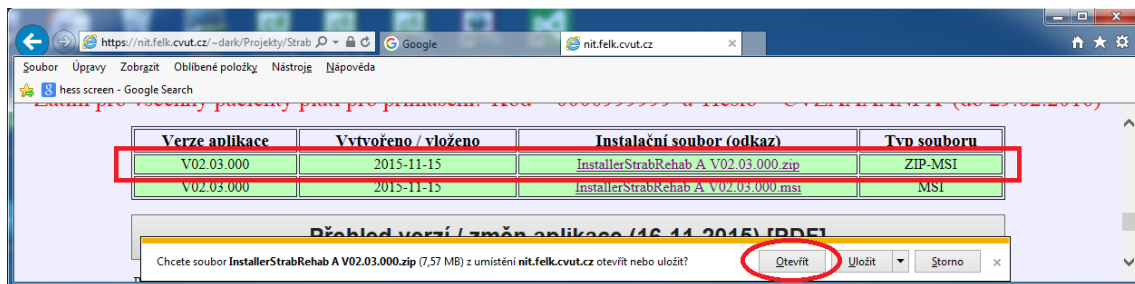 https://nit.felk.cvut.cz/~dark/Projekty/Strab
Google
nit.felk.cvut.cz
Soubor Úpravy Zobrazit Oblíbené položky Nástroje Nápověda
hess screen - Google Search
Verze aplikace Vytvořeno / vloženo Instalační soubor (odkaz) Typ souboru
V02.03.000 2015-11-15 InstallerStrabRehab A V02.03.000.zip ZIP-MSI
V02.03.000 2015-11-15 InstallerStrabRehab A V02.03.000.msi MSI
Přehled verzí / změn aplikace (16-11-2015) [PDF]
Chcete soubor InstallerStrabRehab A V02.03.000.zip (7,57 MB) z umístění nit.felk.cvut.cz otevřít nebo uložit? Otevřít Uložit Storno